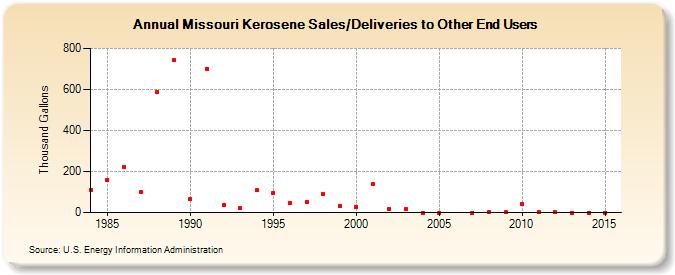 Annual Missouri Kerosene Sales/Deliveries to Other End Users
Thousand Gallons
800
600
400
200
0
1985 1990 1995 2000 2005 2010 2015
Source: U.S. Energy Information Administration